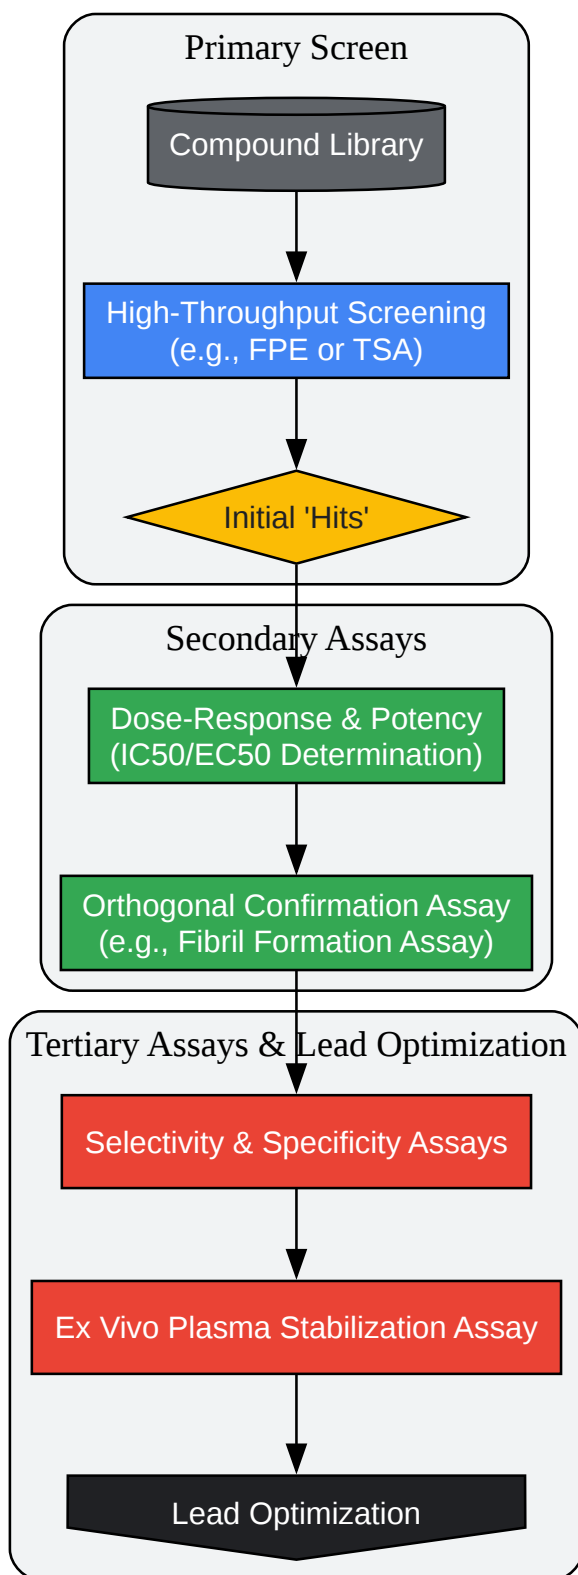 Primary Screen
Compound Library
High-Throughput Screening
(e.g., FPE or TSA)
Initial 'Hits'
Secondary Assays
Dose-Response & Potency
(IC50/EC50 Determination)
Orthogonal Confirmation Assay
(e.g., Fibril Formation Assay)
Tertiary Assays & Lead Optimization
Selectivity & Specificity Assays
Ex Vivo Plasma Stabilization Assay
Lead Optimization